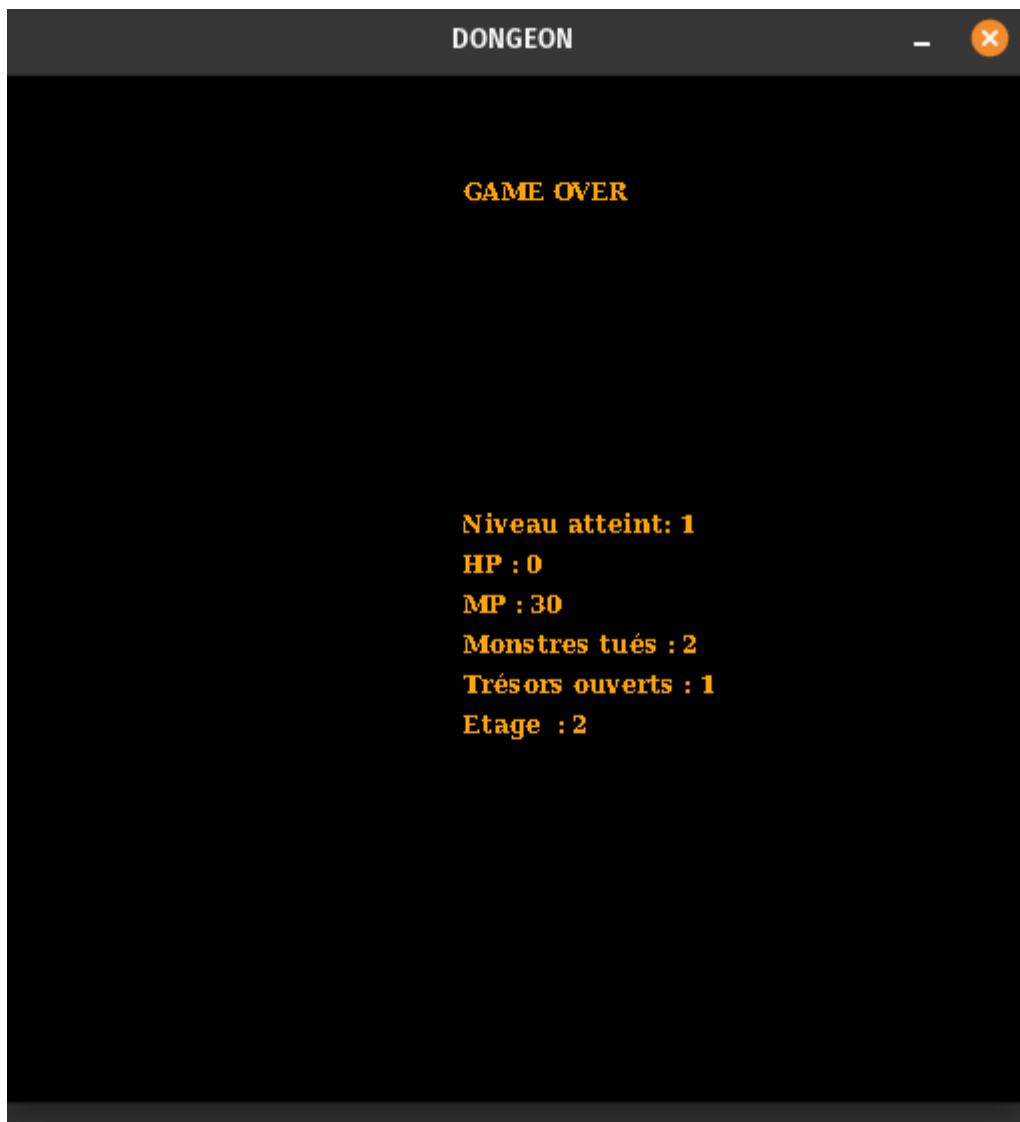 DONGEON
GAME OVER
Niveau atteint: 1
HP : 0
MP : 30
Monstres tués : 2
Trésors ouverts : 1
Etage  : 2